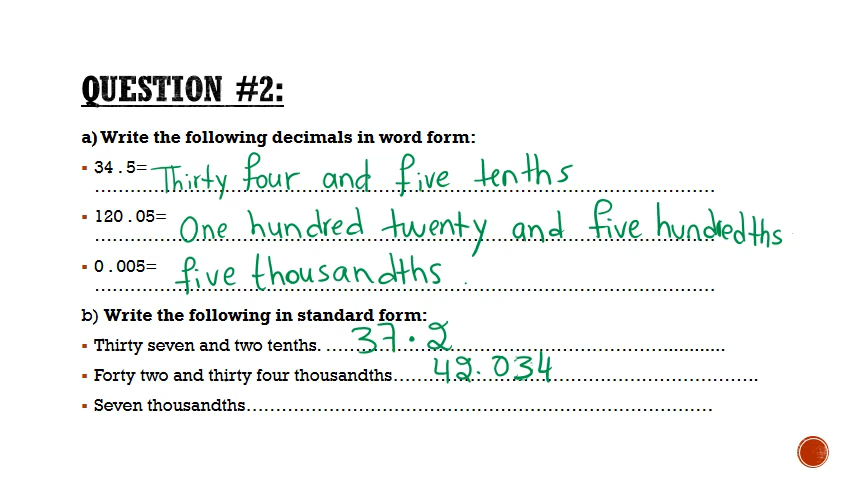 QUESTION #2:
a) Write the following decimals in word form:
▪ 34 . 5= Thirty four and five tenths
▪ 120 . 05= One hundred twenty and five hundredths
▪ 0 . 005= five thousandths .
b) Write the following in standard form:
▪ Thirty seven and two tenths. ... 37.2
▪ Forty two and thirty four thousandths... 42.034
▪ Seven thousandths...